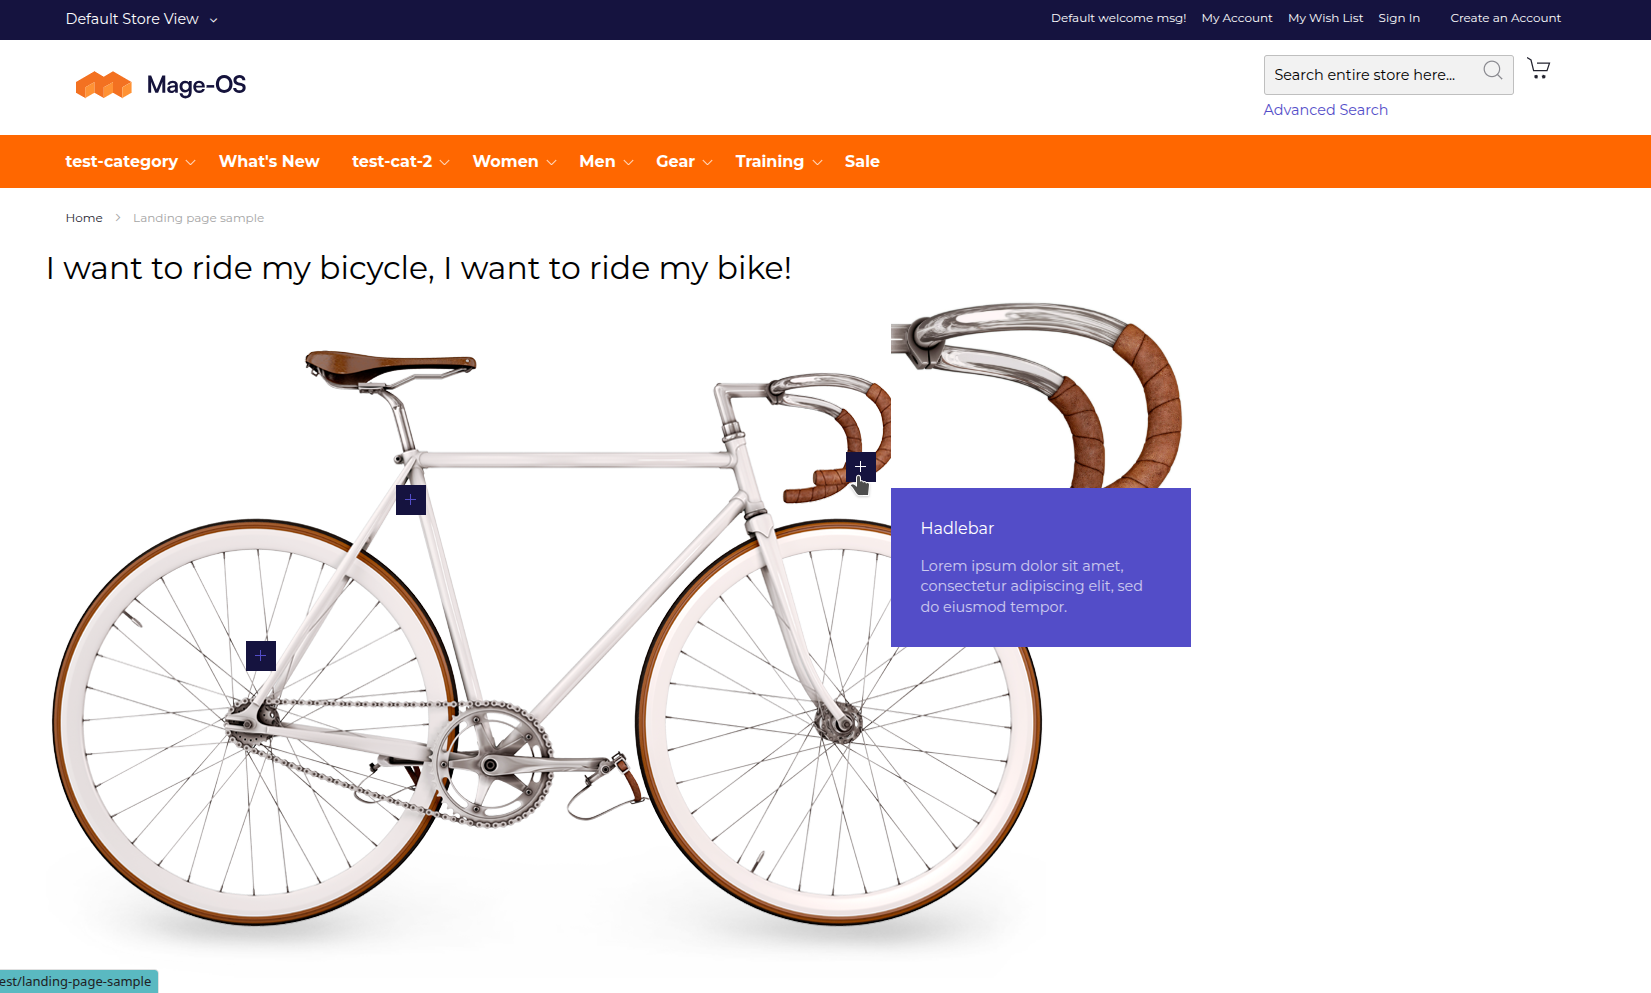 Default Store View
Default welcome msg! My Account My Wish List Sign In Create an Account
Mage-OS
Search entire store here...
Advanced Search
test-category What's New test-cat-2 Women Men Gear Training Sale
Home Landing page sample
I want to ride my bicycle, I want to ride my bike!
Hadlebar
Lorem ipsum dolor sit amet,
consectetur adipiscing elit, sed
do eiusmod tempor.
est/landing-page-sample